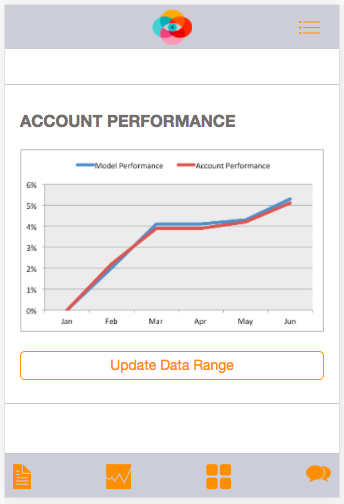 ACCOUNT PERFORMANCE
Model Performance Account Performance
6%
5%
4%
3%
2%
1%
0%
Jan Feb Mar Apr May Jun
Update Data Range